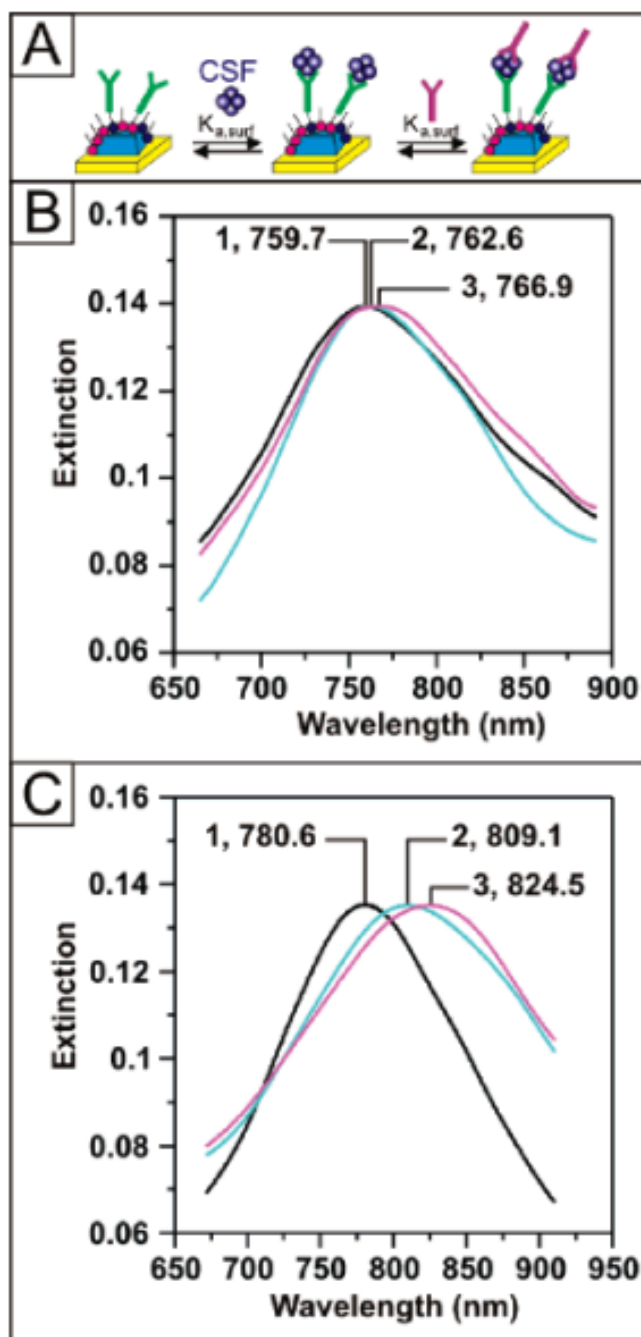 A
CSF
K a,surf K a,surf
B
0.16
1, 759.7 2, 762.6
3, 766.9
0.14
0.12
Extinction
0.1
0.08
0.06
650 700 750 800 850 900
Wavelength (nm)
C
0.16
1, 780.6 2, 809.1
3, 824.5
0.14
0.12
Extinction
0.1
0.08
0.06
650 700 750 800 850 900 950
Wavelength (nm)